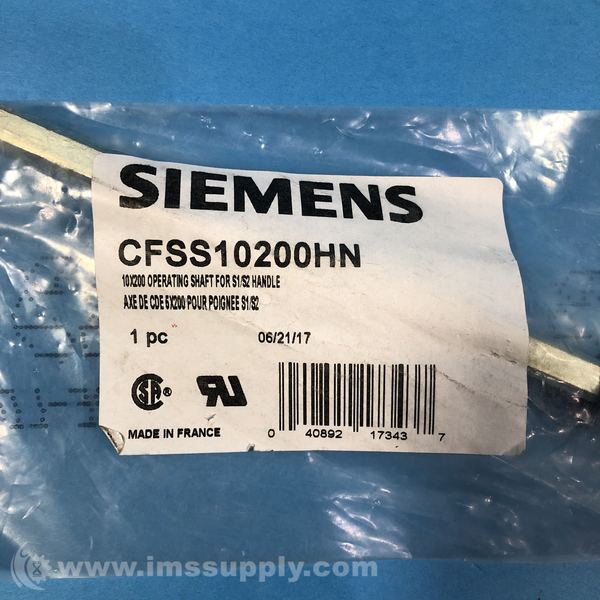 SIEMENS
CFSS10200HN
10X200 OPERATING SHAFT FOR S1/S2 HANDLE
AXE DE CDE 6X200 POUR POIGNEE S1/S2
1 pc 06/21/17
MADE IN FRANCE
0 40892 17343 7
www.imssupply.com